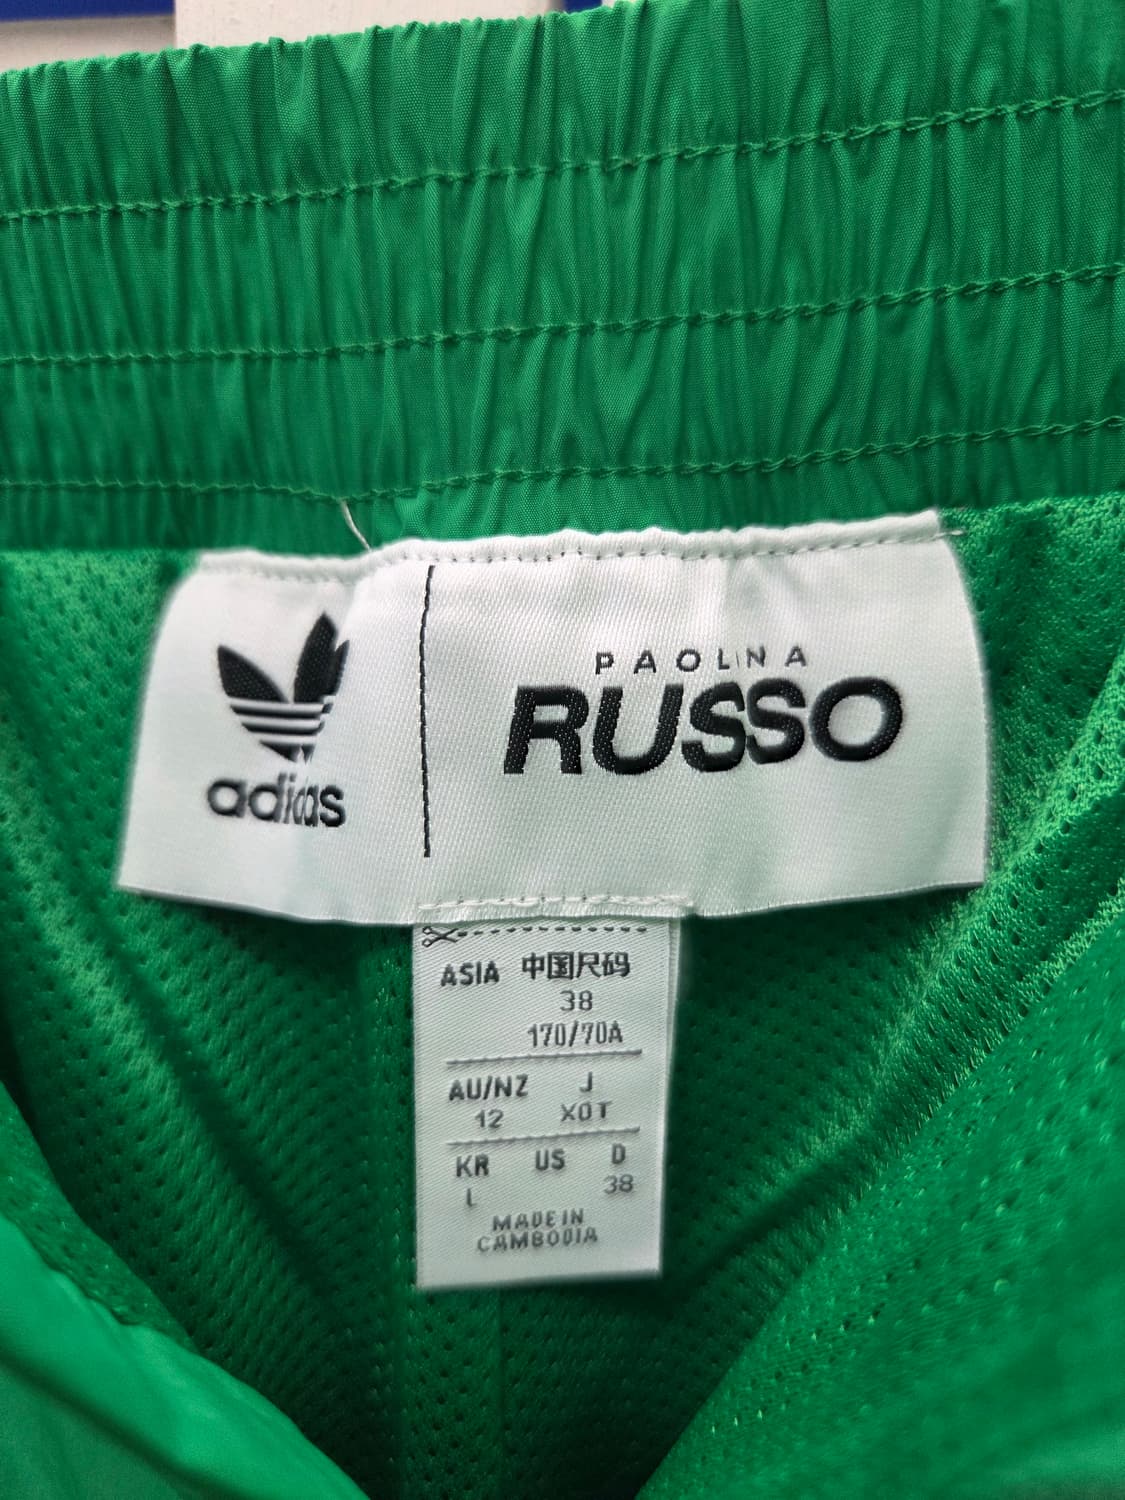 adidas
PAOLINA
RUSSO
ASIA 中国尺码
38
170/70A
AU/NZ J
12 XOT
KR US D
L 38
MADE IN
CAMBODIA